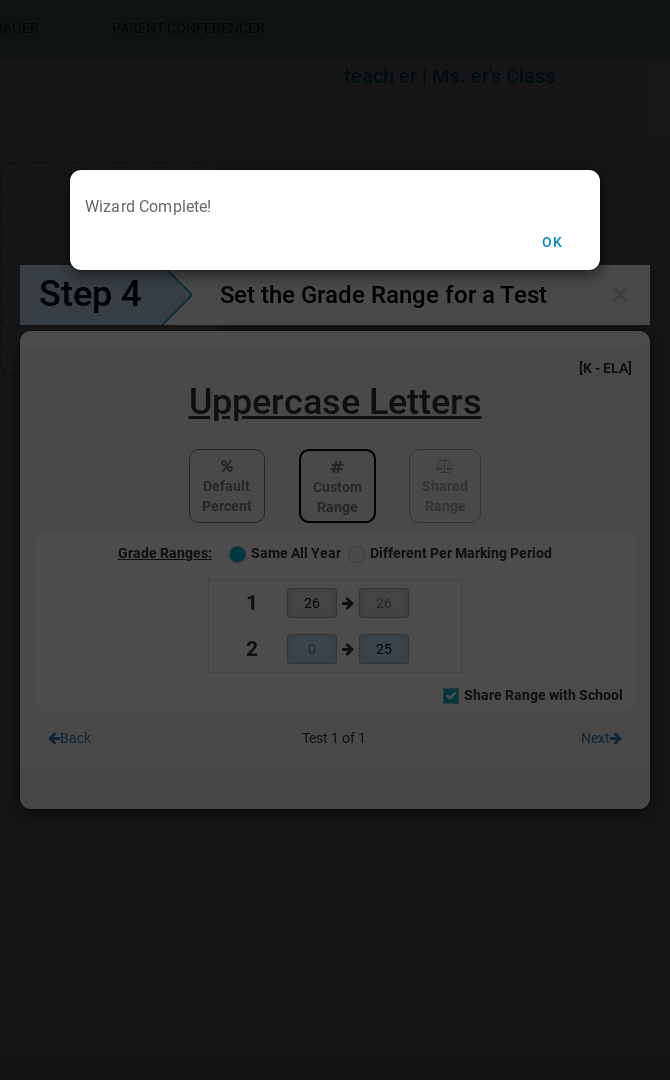 NAGER PARENT CONFERENCER
teach er | Ms. er's Class
Wizard Complete!
OK
Step 4 Set the Grade Range for a Test ×
[K - ELA]
Uppercase Letters
% # 
Default Custom Shared
Percent Range Range
Grade Ranges: Same All Year Different Per Marking Period
1 26 → 26
2 0 → 25
Share Range with School
←Back Test 1 of 1 Next→